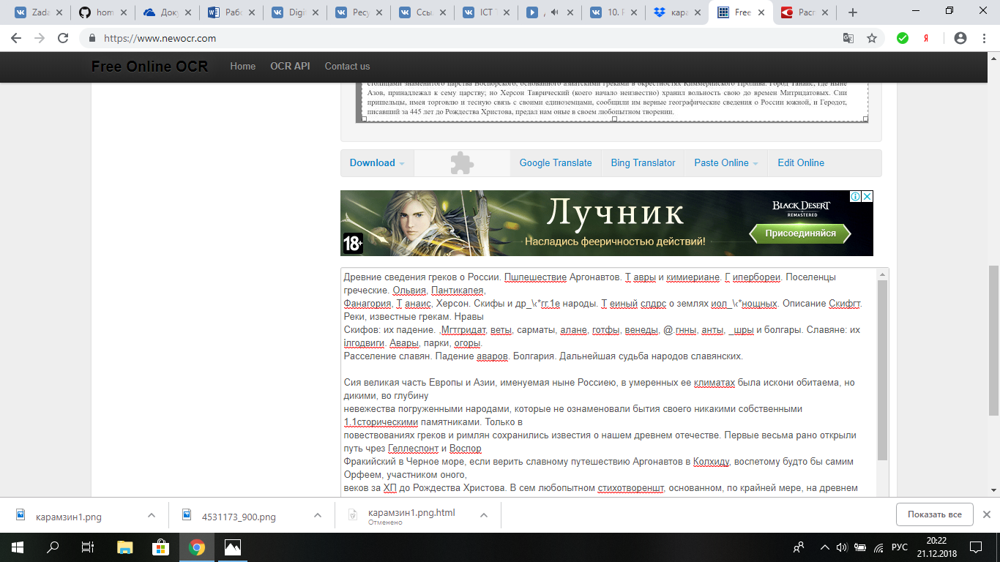 Zada
hom
Доку
Рабо
Digi
Ресу
Ссы
ICT T
10. F
кара
Free
Расп
https://www.newocr.com
Free Online OCR Home OCR API Contact us
столицами знаменитого царства Воспорского, основанного азиатскими греками в окрестностях Киммерийского Пролива. Город Танаис, где ныне
Азов, принадлежал к сему царству; но Херсон Таврический (коего начало неизвестно) хранил вольность свою до времен Митридатовых. Сии
пришельцы, имея торговлю и тесную связь с своими единоземцами, сообщили им верные географические сведения о России южной, и Геродот,
писавший за 445 лет до Рождества Христова, предал нам оные в своем любопытном творении.
Download Google Translate Bing Translator Paste Online Edit Online
Лучник
Насладись фееричностью действий!
18+
BLACK DESERT
REMASTERED
Присоединяйся
Древние сведения греков о России. Пшпешествие Аргонавтов. Т авры и кимиериане. Г ипербореи. Поселенцы
греческие. Ольвия, Пантикапея,
Фанагория, Т анаис, Херсон. Скифы и др_\‹*гг.1е народы. Т еиный слдрс о землях иол_\‹*нощных. Описание Скифгт.
Реки, известные грекам. Нравы
Скифов: их падение. ,Мгтгридат, веты, сарматы, алане, готфы, венеды, @.гнны, анты, _шры и болгары. Славяне: их
ілгодвиги. Авары, парки, огоры.
Расселение славян. Падение аваров. Болгария. Дальнейшая судьба народов славянских.
Сия великая часть Европы и Азии, именуемая ныне Россиею, в умеренных ее климатах была искони обитаема, но
дикими, во глубину
невежества погруженными народами, которые не ознаменовали бытия своего никакими собственными
1.1сторическими памятниками. Только в
повествованиях греков и римлян сохранились известия о нашем древнем отечестве. Первые весьма рано открыли
путь чрез Геллеспонт и Воспор
Фракийский в Черное море, если верить славному путешествию Аргонавтов в Колхиду, воспетому будто бы самим
Орфеем, участником оного,
веков за ХП до Рождества Христова. В сем любопытном стихотвореншт, основанном, по крайней мере, на древнем
карамзин1.png
4531173_900.png
карамзин1.png.html
Отменено
Показать все
РУС
20:22
21.12.2018